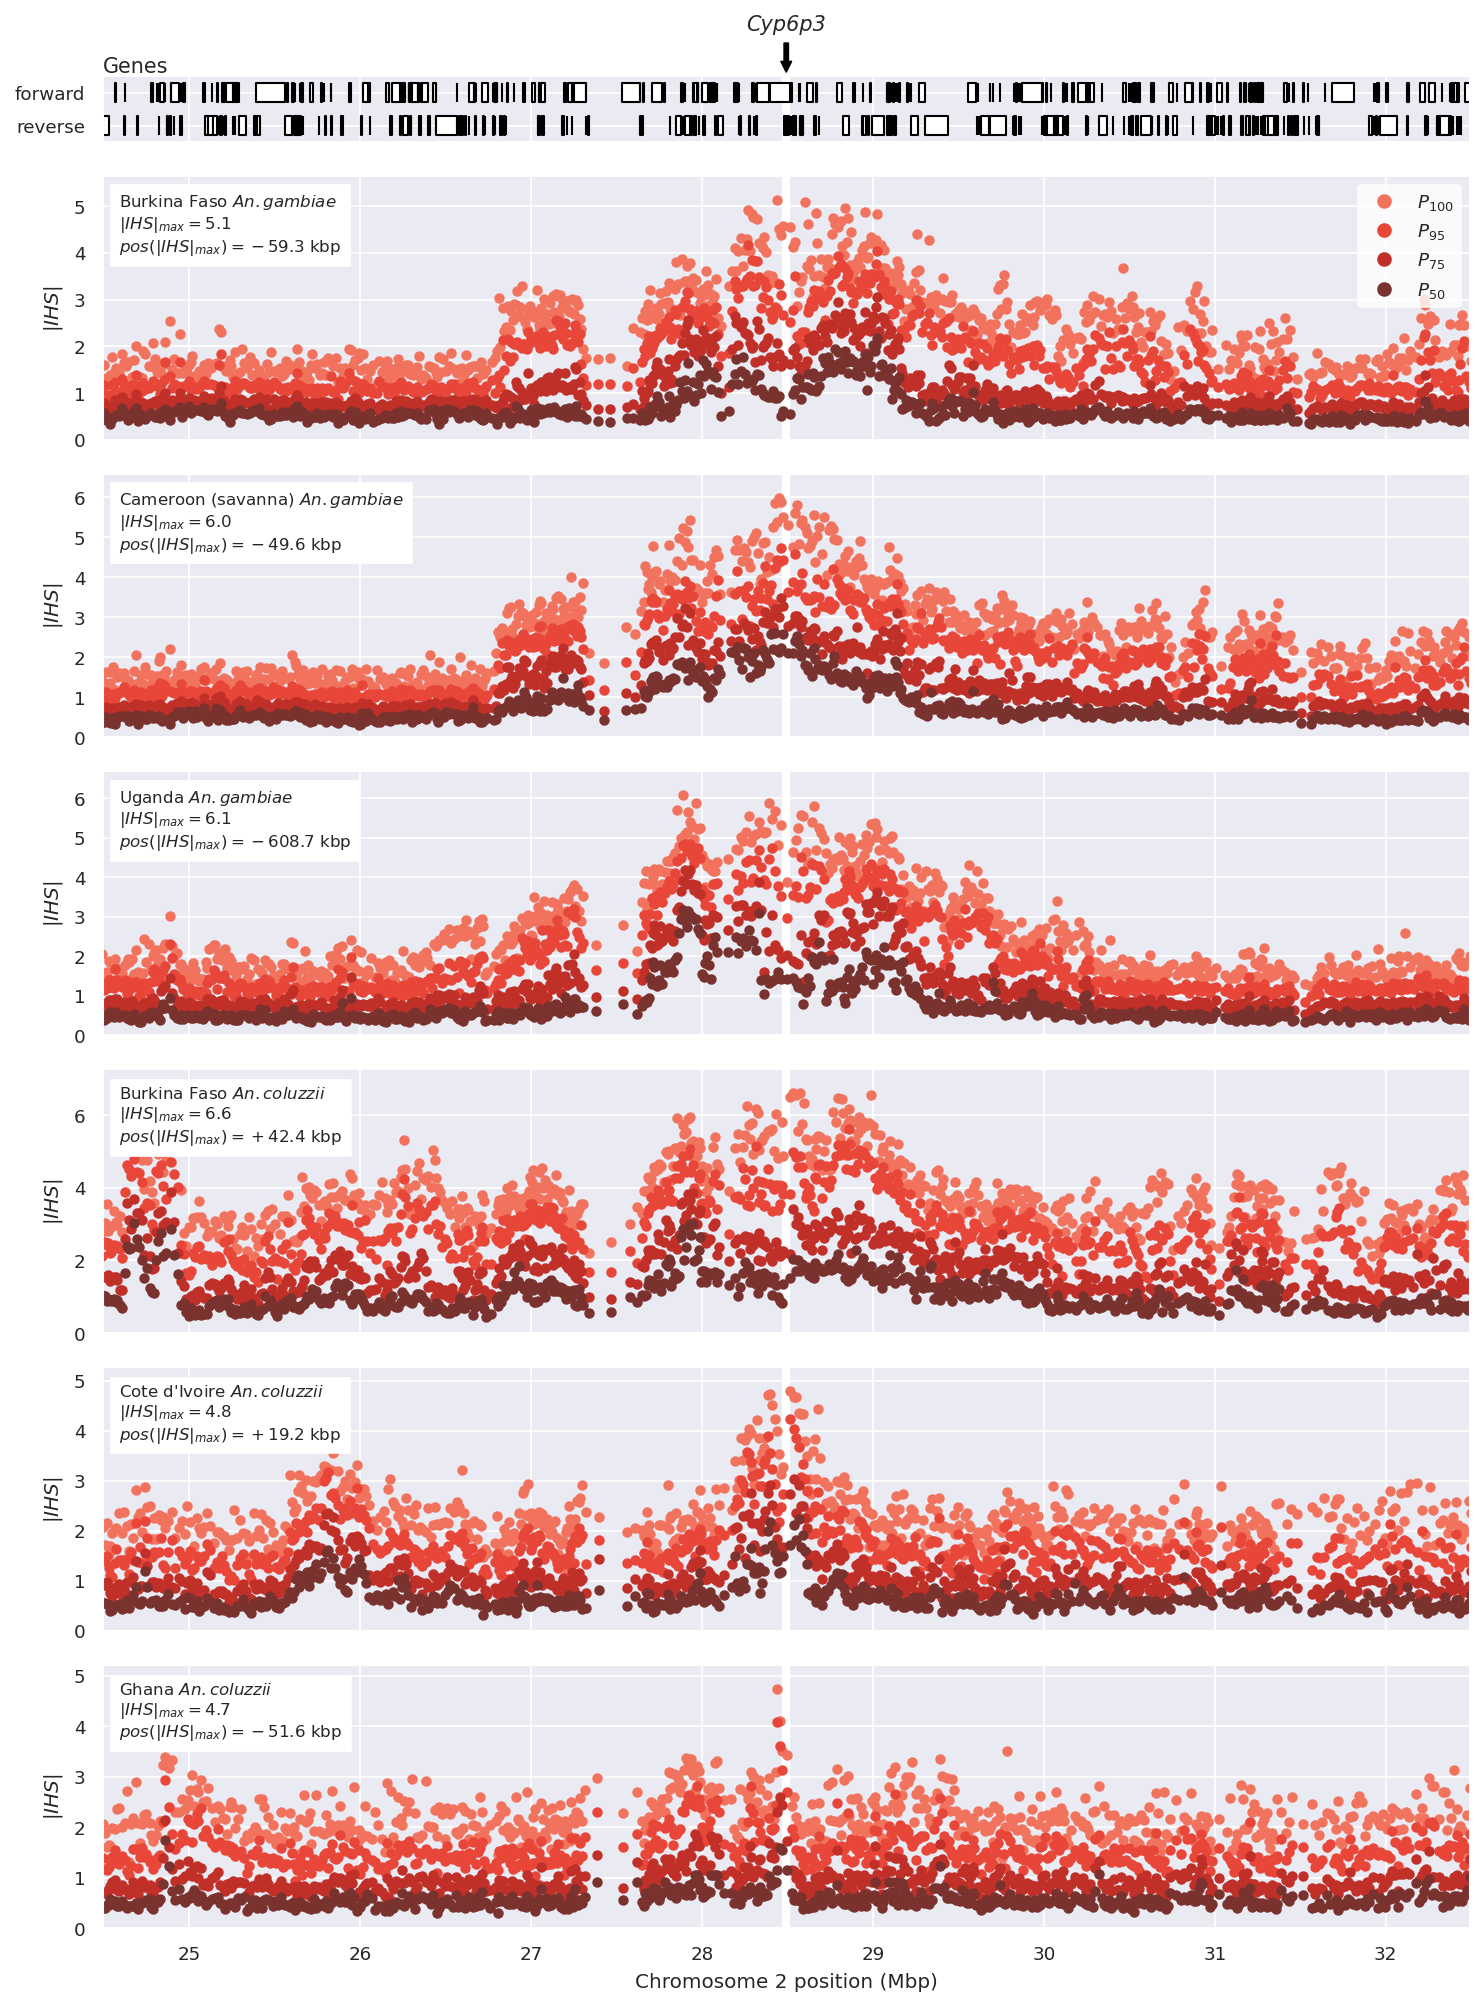 Cyp6p3
Genes
forward
reverse
Burkina Faso An. gambiae
|IHS|max = 5.1
pos(|IHS|max) = −59.3 kbp
P100
P95
P75
P50
5
4
3
2
1
0
|IHS|
Cameroon (savanna) An. gambiae
|IHS|max = 6.0
pos(|IHS|max) = −49.6 kbp
6
5
4
3
2
1
0
|IHS|
Uganda An. gambiae
|IHS|max = 6.1
pos(|IHS|max) = −608.7 kbp
6
5
4
3
2
1
0
|IHS|
Burkina Faso An. coluzzii
|IHS|max = 6.6
pos(|IHS|max) = +42.4 kbp
6
4
2
0
|IHS|
Cote d'Ivoire An. coluzzii
|IHS|max = 4.8
pos(|IHS|max) = +19.2 kbp
5
4
3
2
1
0
|IHS|
Ghana An. coluzzii
|IHS|max = 4.7
pos(|IHS|max) = −51.6 kbp
5
4
3
2
1
0
|IHS|
25 26 27 28 29 30 31 32
Chromosome 2 position (Mbp)